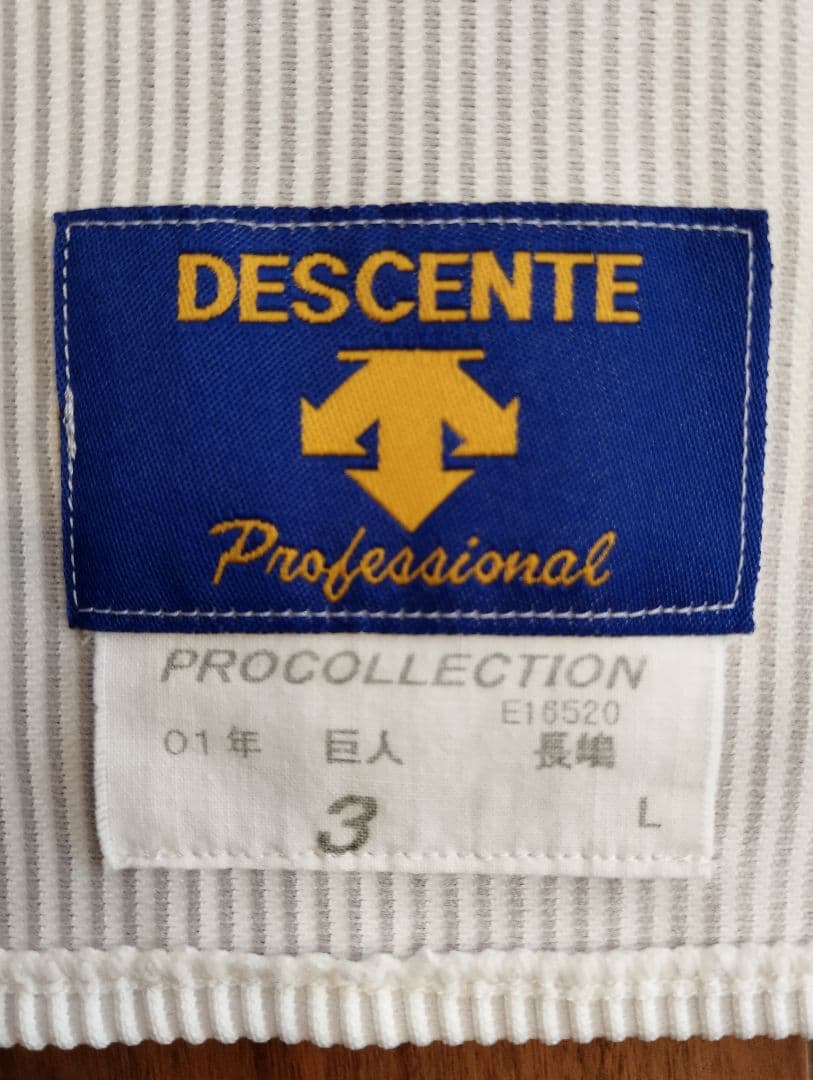 DESCENTE
Professional
PROCOLLECTION
E16520
01年 巨人 長嶋
3 L